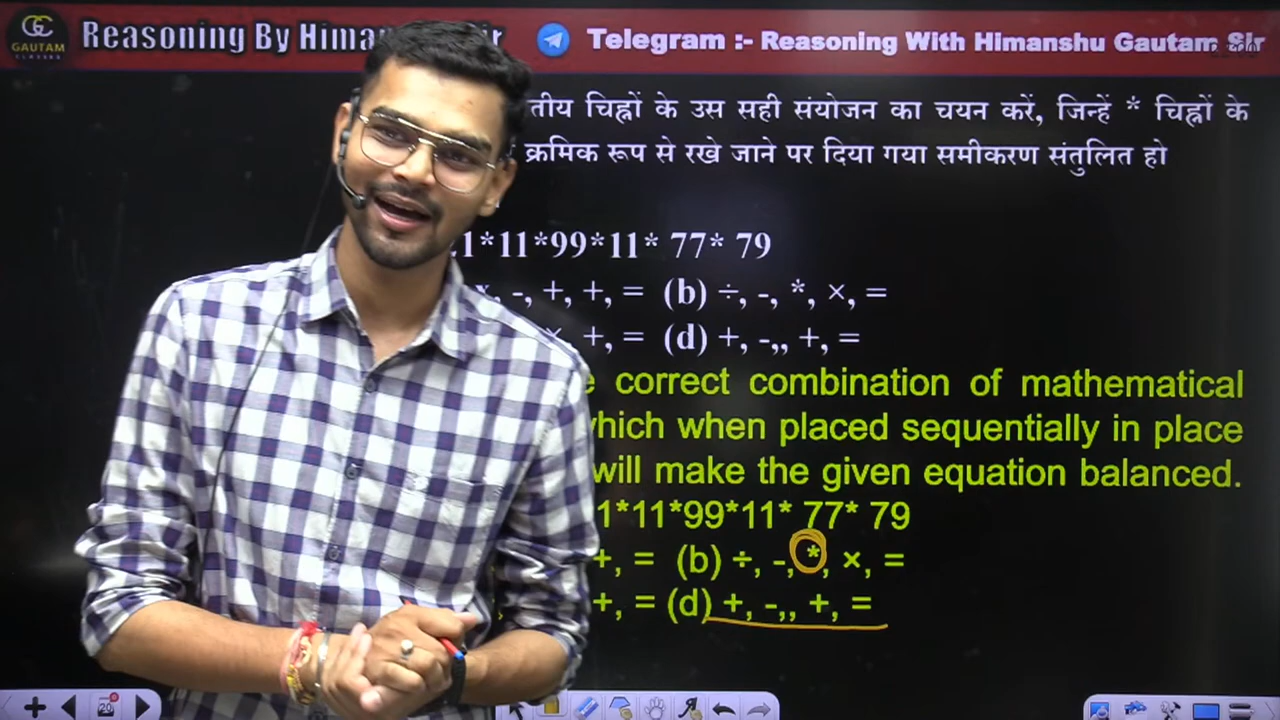 GC
GAUTAM
CLASSES
Reasoning By
Telegram :- Reasoning With Himanshu Gautam Sir
चिह्नों के उस सही संयोजन का चयन करें, जिन्हें * चिह्नों के
क्रमिक रूप से रखे जाने पर दिया गया समीकरण संतुलित हो
1*11*99*11* 77* 79
-, +, +, = (b) ÷, -, *, ×, =
+, = (d) +, -,, +, =
correct combination of mathematical
which when placed sequentially in place
will make the given equation balanced.
1*11*99*11* 77* 79
+, = (b) ÷, -, *, ×, =
+, = (d) +, -,, +, =
20